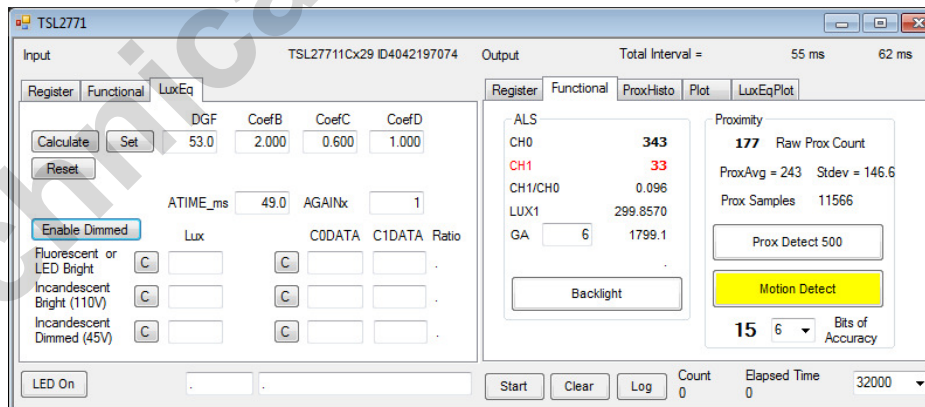 TSL2771
Input TSL27711Cx29 ID4042197074 Output Total Interval = 55 ms 62 ms
Register Functional LuxEq
Register Functional ProxHisto Plot LuxEqPlot
DGF CoefB CoefC CoefD
Calculate Set 53.0 2.000 0.600 1.000
Reset
ATIME_ms 49.0 AGAINx 1
Enable Dimmed Lux C0DATA C1DATA Ratio
Fluorescent or
LED Bright C C .
Incandescent
Bright (110V) C C .
Incandescent
Dimmed (45V) C C .
ALS
CH0 343
CH1 33
CH1/CH0 0.096
LUX1 299.8570
GA 6 1799.1
.
Backlight
Proximity
177 Raw Prox Count
ProxAvg = 243 Stdev = 146.6
Prox Samples 11566
Prox Detect 500
Motion Detect
15 6 Bits of
Accuracy
LED On . .
Start Clear Log Count 0 Elapsed Time 0 32000
chnica